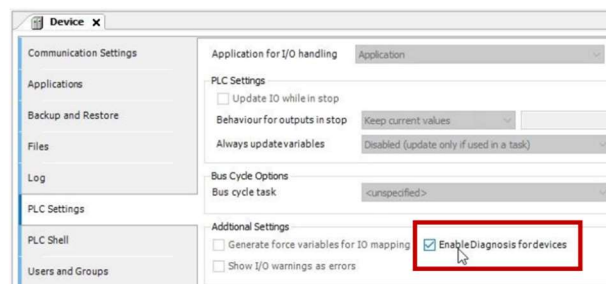 Device
Communication Settings
Applications
Backup and Restore
Files
Log
PLC Settings
PLC Shell
Users and Groups
Application for I/O handling Application
PLC Settings
Update IO while in stop
Behaviour for outputs in stop Keep current values
Always update variables Disabled (update only if used in a task)
Bus Cycle Options
Bus cycle task <unspecified>
Addtional Settings
Generate force variables for IO mapping Enable Diagnosis for devices
Show I/O warnings as errors